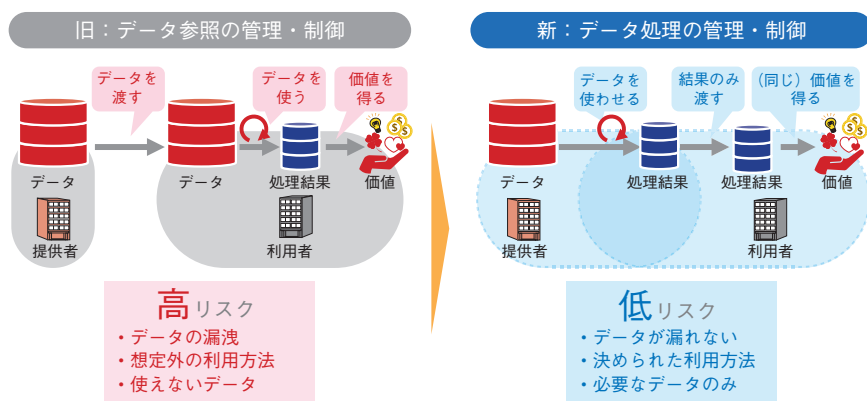 旧：データ参照の管理・制御
データを
渡す
データを
使う
価値を
得る
データ
データ
処理結果
価値
提供者
利用者
高リスク
・データの漏洩
・想定外の利用方法
・使えないデータ
新：データ処理の管理・制御
データを
使わせる
結果のみ
渡す
（同じ）価値を
得る
$
$
データ
処理結果
処理結果
価値
提供者
利用者
低リスク
・データが漏れない
・決められた利用方法
・必要なデータのみ